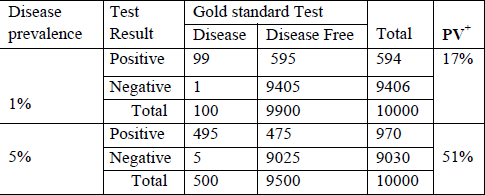 Disease prevalence Test Result Gold standard Test Total PV+
Disease Disease Free
1% Positive 99 595 594 17%
Negative 1 9405 9406
Total 100 9900 10000
5% Positive 495 475 970 51%
Negative 5 9025 9030
Total 500 9500 10000